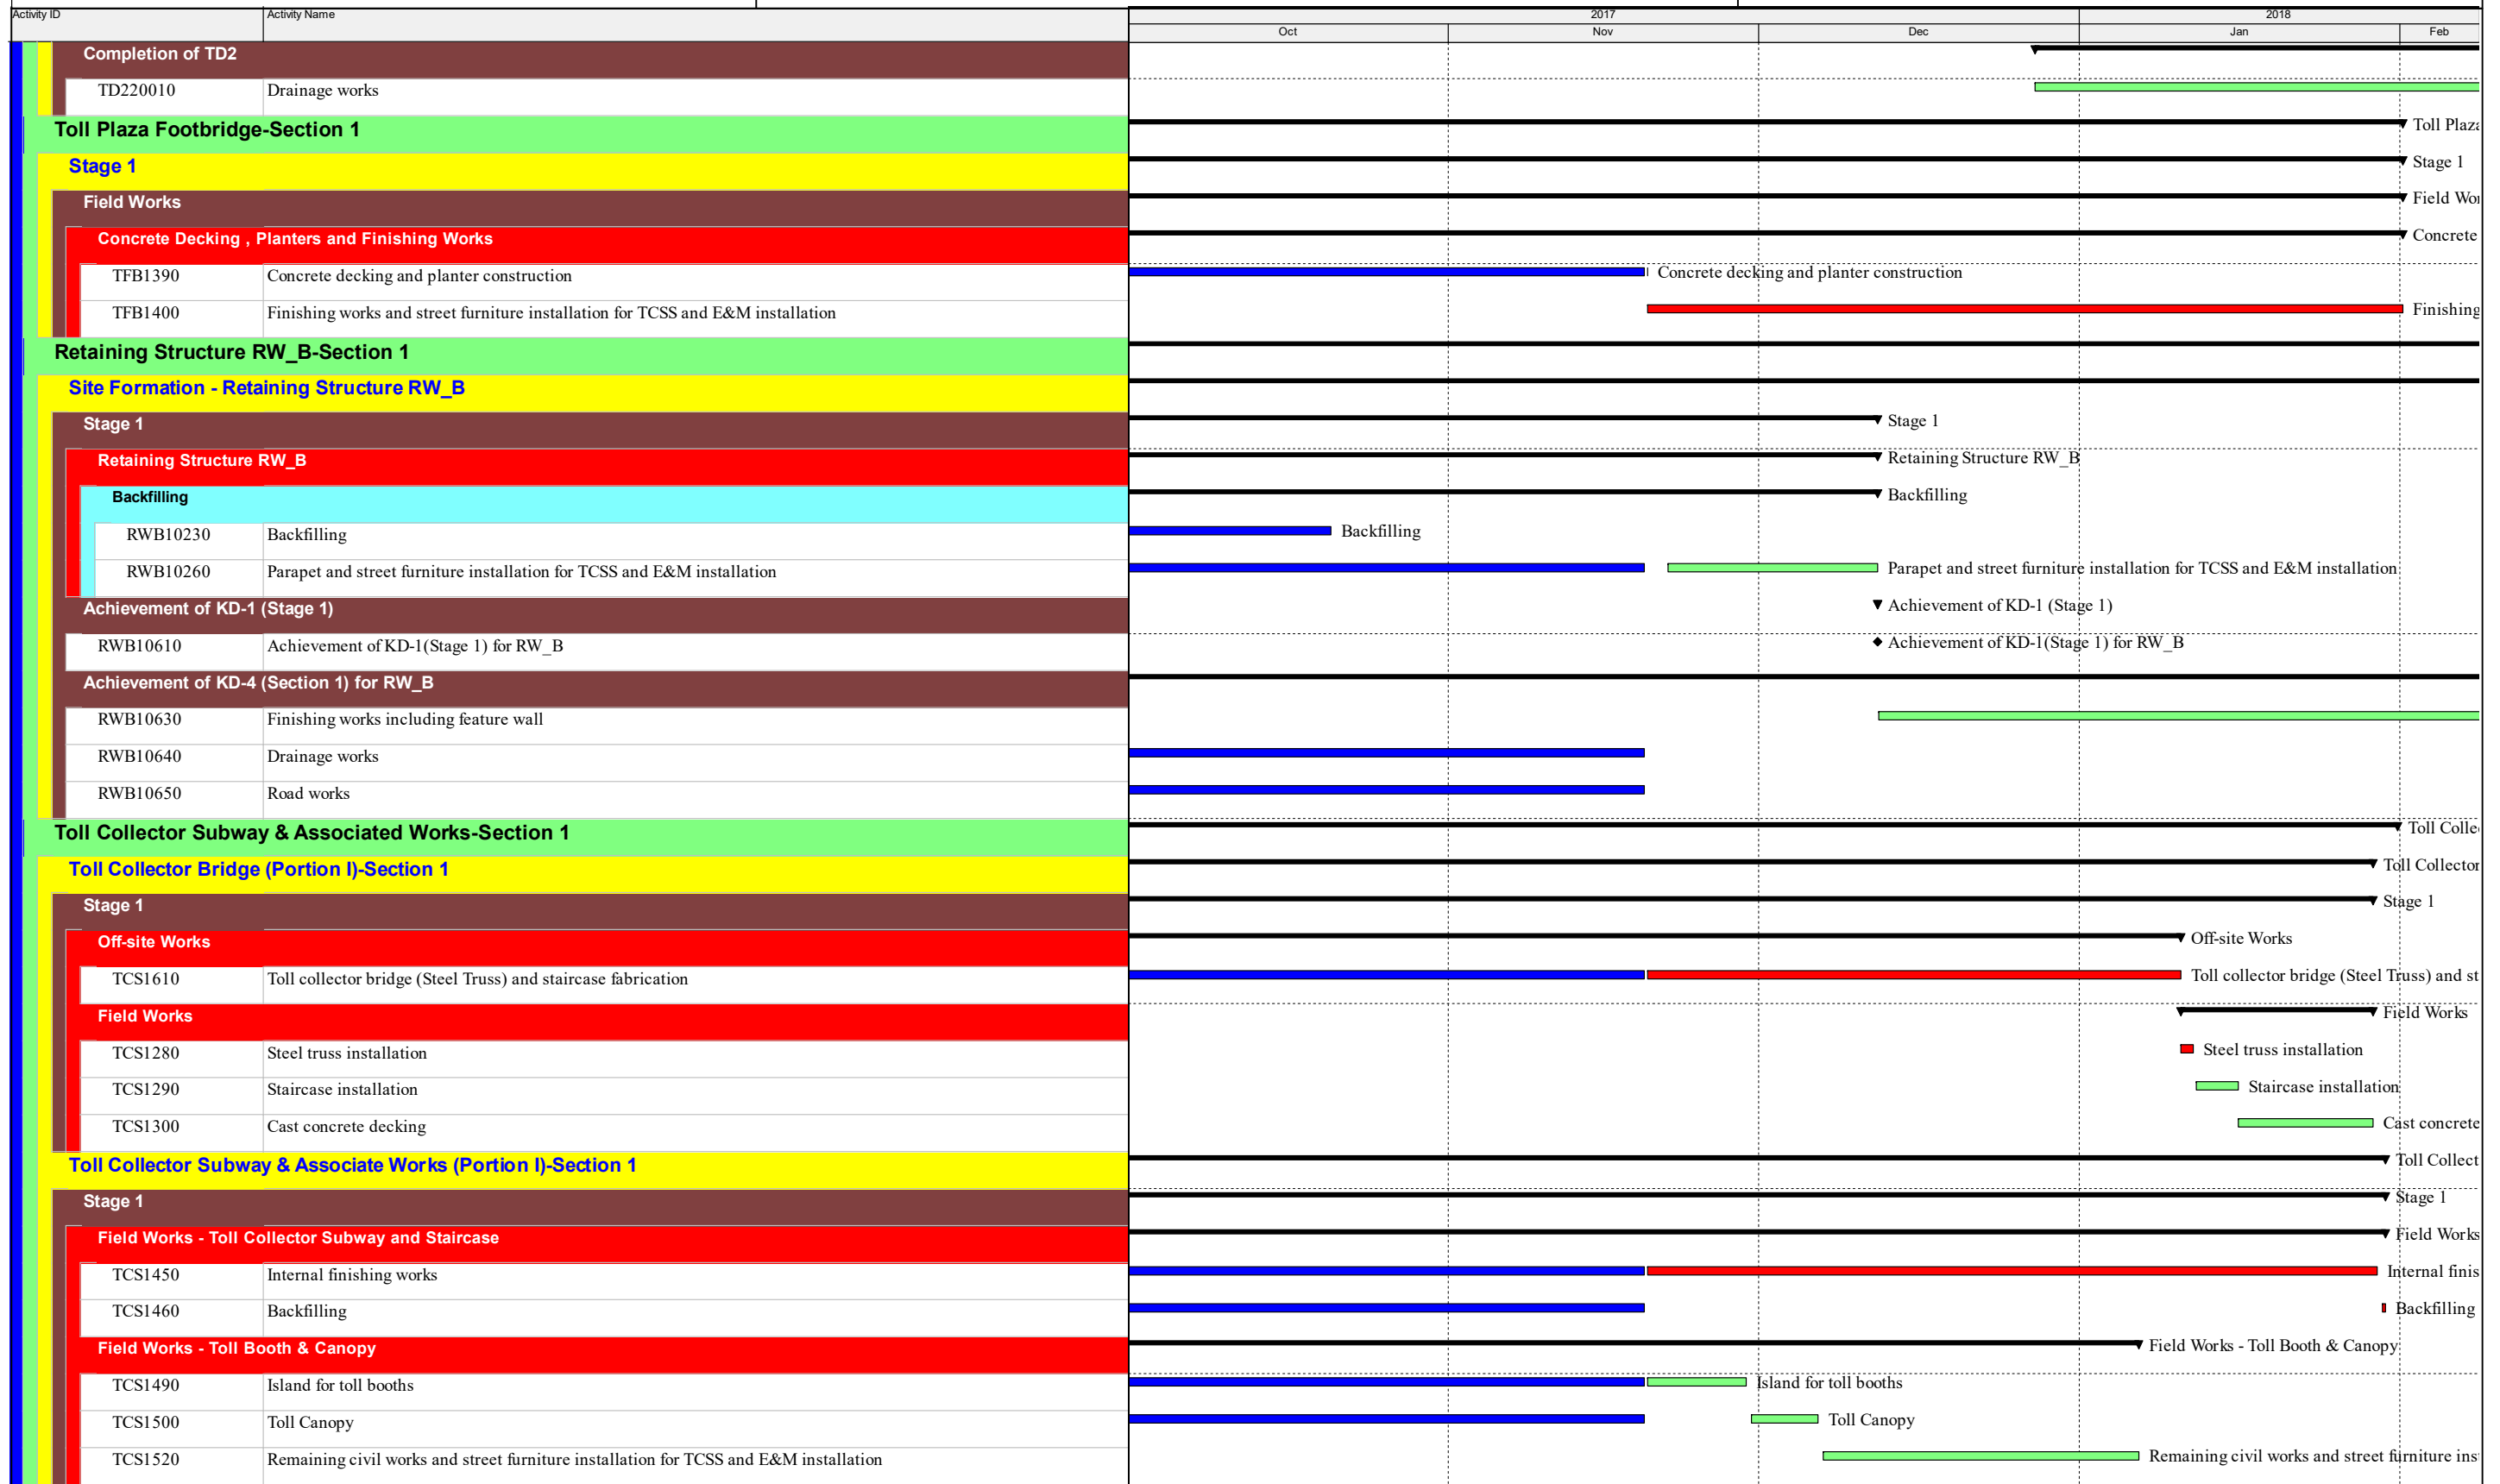 Activity ID Activity Name 2017 2018
Oct Nov Dec Jan Feb
Completion of TD2
TD220010 Drainage works
Toll Plaza Footbridge-Section 1 Toll Plaza
Stage 1 Stage 1
Field Works Field Wor
Concrete Decking , Planters and Finishing Works Concrete
TFB1390 Concrete decking and planter construction Concrete decking and planter construction
TFB1400 Finishing works and street furniture installation for TCSS and E&M installation Finishing
Retaining Structure RW_B-Section 1
Site Formation - Retaining Structure RW_B
Stage 1 Stage 1
Retaining Structure RW_B Retaining Structure RW_B
Backfilling Backfilling
RWB10230 Backfilling Backfilling
RWB10260 Parapet and street furniture installation for TCSS and E&M installation Parapet and street furniture installation for TCSS and E&M installation
Achievement of KD-1 (Stage 1) Achievement of KD-1 (Stage 1)
RWB10610 Achievement of KD-1(Stage 1) for RW_B Achievement of KD-1(Stage 1) for RW_B
Achievement of KD-4 (Section 1) for RW_B
RWB10630 Finishing works including feature wall
RWB10640 Drainage works
RWB10650 Road works
Toll Collector Subway & Associated Works-Section 1 Toll Colle
Toll Collector Bridge (Portion I)-Section 1 Toll Collector
Stage 1 Stage 1
Off-site Works Off-site Works
TCS1610 Toll collector bridge (Steel Truss) and staircase fabrication Toll collector bridge (Steel Truss) and st
Field Works Field Works
TCS1280 Steel truss installation Steel truss installation
TCS1290 Staircase installation Staircase installation
TCS1300 Cast concrete decking Cast concrete
Toll Collector Subway & Associate Works (Portion I)-Section 1 Toll Collect
Stage 1 Stage 1
Field Works - Toll Collector Subway and Staircase Field Works
TCS1450 Internal finishing works Internal finis
TCS1460 Backfilling Backfilling
Field Works - Toll Booth & Canopy Field Works - Toll Booth & Canopy
TCS1490 Island for toll booths Island for toll booths
TCS1500 Toll Canopy Toll Canopy
TCS1520 Remaining civil works and street furniture installation for TCSS and E&M installation Remaining civil works and street furniture ins